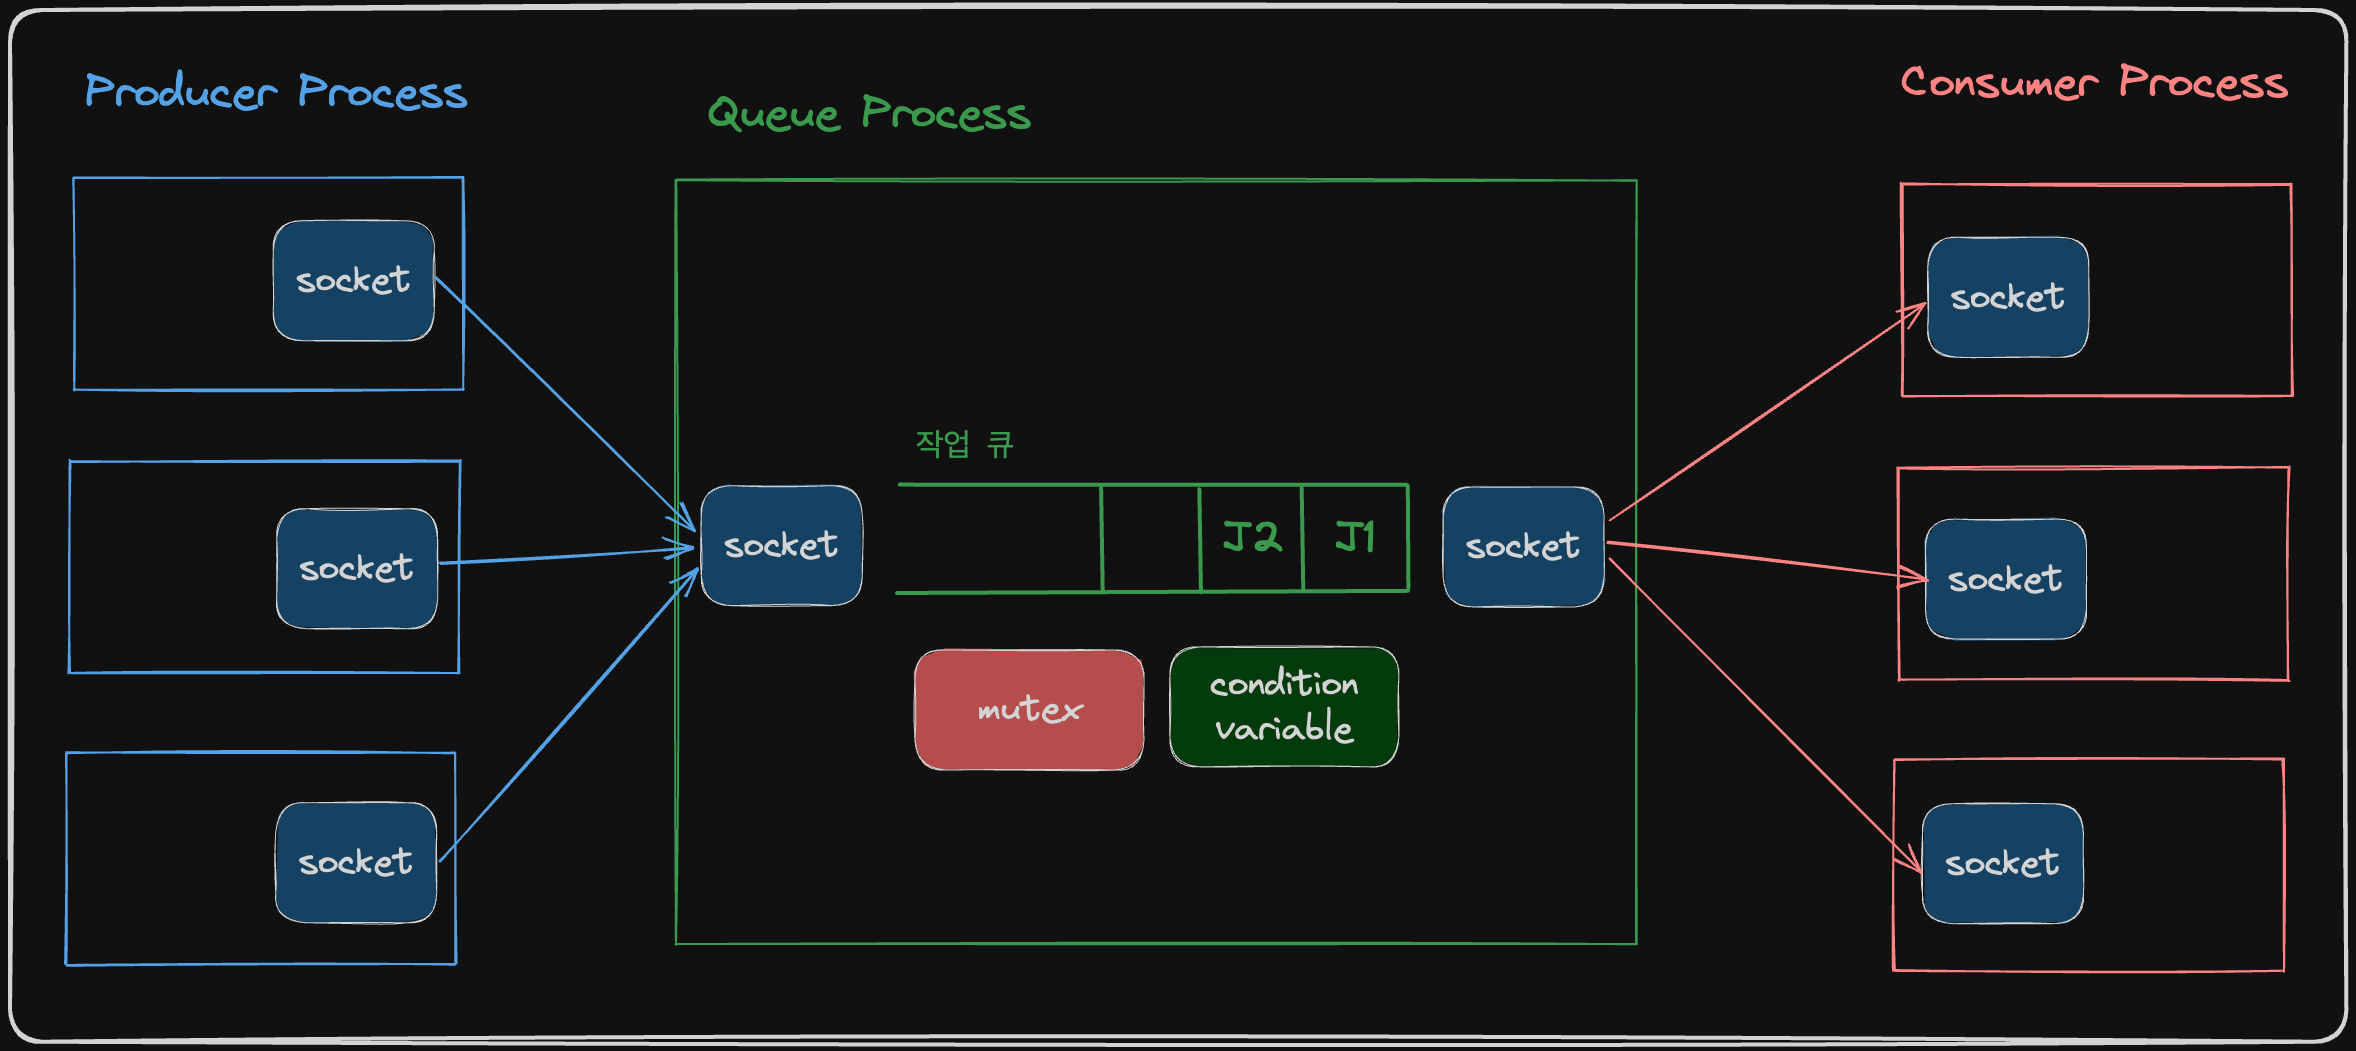 Producer Process
Queue Process
Consumer Process
socket
socket
socket
socket
작업 큐
J2
J1
mutex
condition
variable
socket
socket
socket
socket